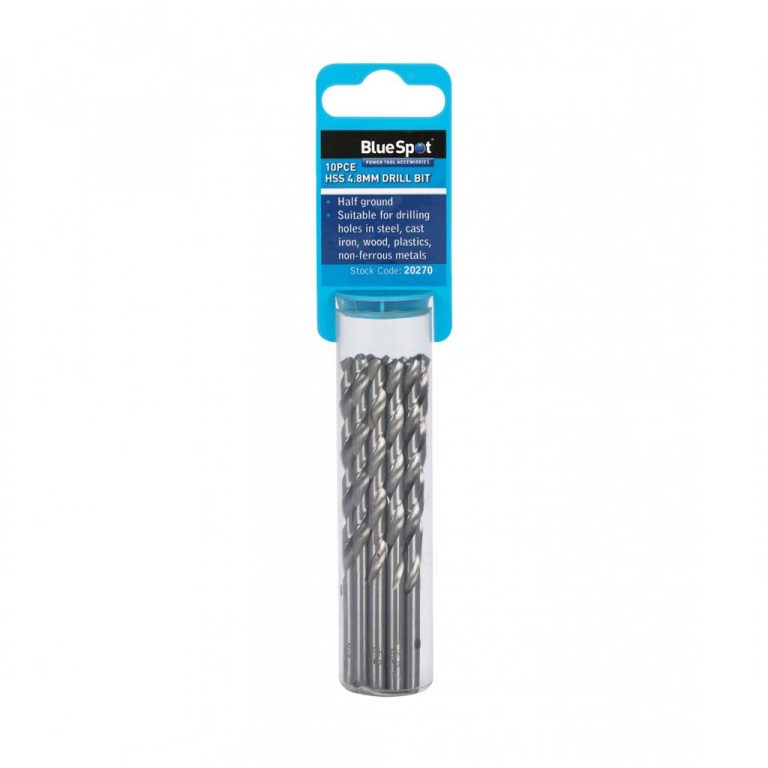 BlueSpot
POWER TOOL ACCESSORIES
10PCE
HSS 4.8MM DRILL BIT
• Half ground
• Suitable for drilling
holes in steel, cast
iron, wood, plastics,
non-ferrous metals
Stock Code: 20270